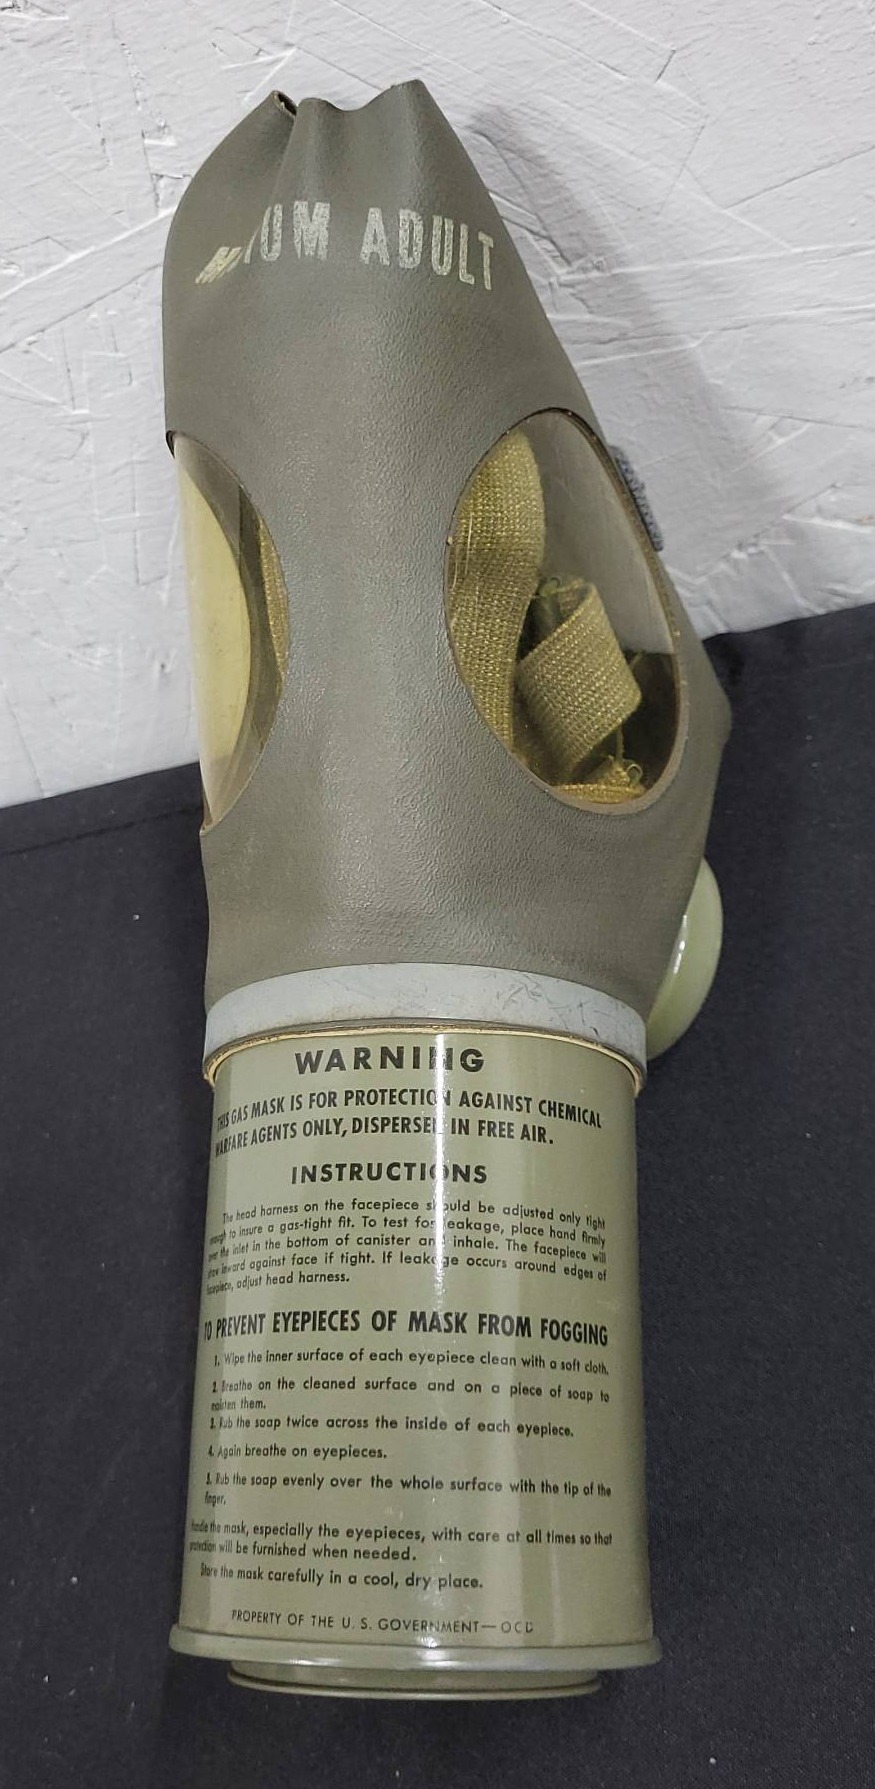 MEDIUM ADULT
WARNING
THIS GAS MASK IS FOR PROTECTION AGAINST CHEMICAL
WARFARE AGENTS ONLY, DISPERSED IN FREE AIR.
INSTRUCTIONS
The head harness on the facepiece should be adjusted only tight
enough to insure a gas-tight fit. To test for leakage, place hand firmly
over the inlet in the bottom of canister and inhale. The facepiece will
draw inward against face if tight. If leakage occurs around edges of
facepiece, adjust head harness.
TO PREVENT EYEPIECES OF MASK FROM FOGGING
1. Wipe the inner surface of each eyepiece clean with a soft cloth.
2. Breathe on the cleaned surface and on a piece of soap to
moisten them.
3. Rub the soap twice across the inside of each eyepiece.
4. Again breathe on eyepieces.
5. Rub the soap evenly over the whole surface with the tip of the
finger.
Handle the mask, especially the eyepieces, with care at all times so that
protection will be furnished when needed.
Store the mask carefully in a cool, dry place.
PROPERTY OF THE U. S. GOVERNMENT—OCD